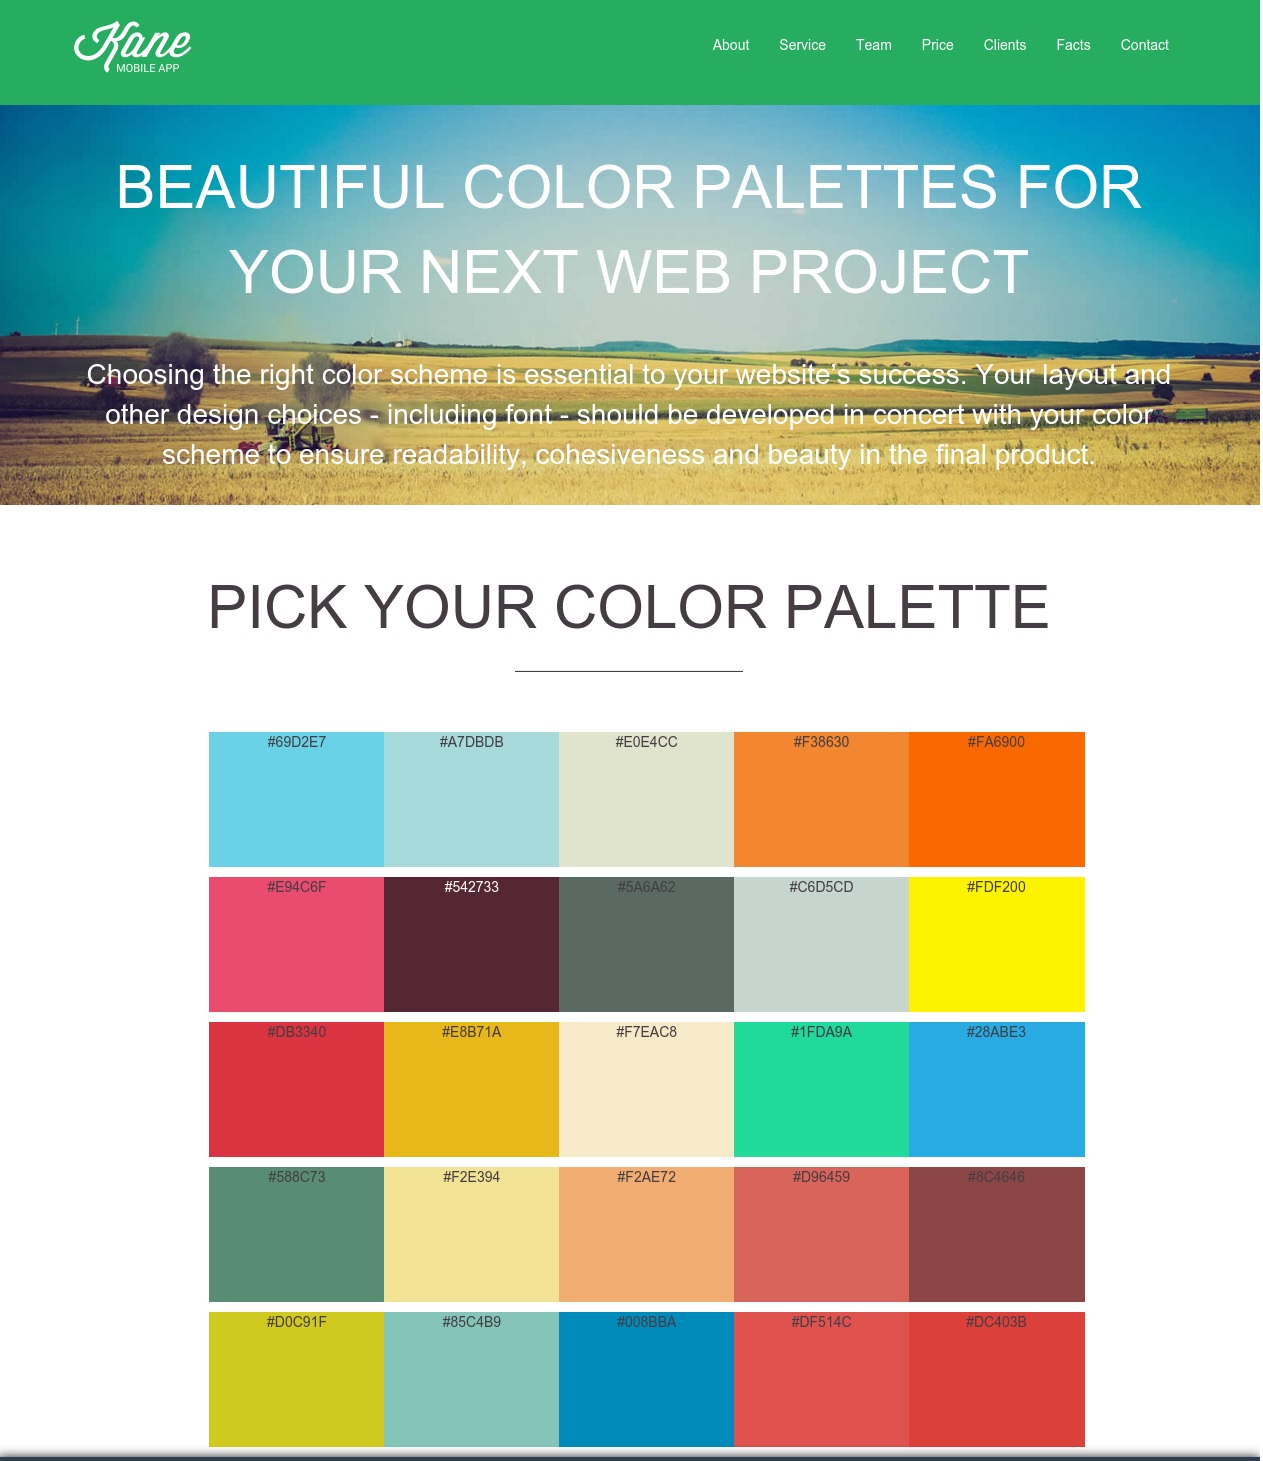 Kane
MOBILE APP
About Service Team Price Clients Facts Contact
BEAUTIFUL COLOR PALETTES FOR
YOUR NEXT WEB PROJECT
Choosing the right color scheme is essential to your website’s success. Your layout and
other design choices - including font - should be developed in concert with your color
scheme to ensure readability, cohesiveness and beauty in the final product.
PICK YOUR COLOR PALETTE
#69D2E7 #A7DBDB #E0E4CC #F38630 #FA6900
#E94C6F #542733 #5A6A62 #C6D5CD #FDF200
#DB3340 #E8B71A #F7EAC8 #1FDA9A #28ABE3
#588C73 #F2E394 #F2AE72 #D96459 #8C4646
#D0C91F #85C4B9 #008BBA #DF514C #DC403B